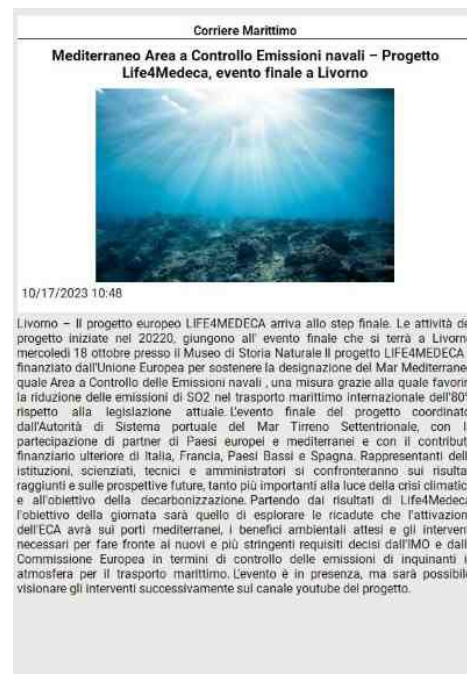 Corriere Marittimo
Mediterraneo Area a Controllo Emissioni navali – Progetto
Life4Medeca, evento finale a Livorno
10/17/2023 10:48
Livorno – Il progetto europeo LIFE4MEDECA arriva allo step finale. Le attività de
progetto iniziate nel 20220, giungono all' evento finale che si terrà a Livorn
mercoledì 18 ottobre presso il Museo di Storia Naturale Il progetto LIFE4MEDECA
finanziato dall'Unione Europea per sostenere la designazione del Mar Mediterrane
quale Area a Controllo delle Emissioni navali , una misura grazie alla quale favorir
la riduzione delle emissioni di SO2 nel trasporto marittimo internazionale dell'80%
rispetto alla legislazione attuale. L'evento finale del progetto coordinat
dall'Autorità di Sistema portuale del Mar Tirreno Settentrionale, con l
partecipazione di partner di Paesi europei e mediterranei e con il contribut
finanziario ulteriore di Italia, Francia, Paesi Bassi e Spagna. Rappresentanti dell
istituzioni, scienziati, tecnici e amministratori si confronteranno sui risulta
raggiunti e sulle prospettive future, tanto più importanti alla luce della crisi climatic
e all'obiettivo della decarbonizzazione. Partendo dai risultati di Life4Medeca
l'obiettivo della giornata sarà quello di esplorare le ricadute che l'attivazion
dell'ECA avrà sui porti mediterranei, i benefici ambientali attesi e gli intervent
necessari per fare fronte ai nuovi e più stringenti requisiti decisi dall'IMO e dall
Commissione Europea in termini di controllo delle emissioni di inquinanti i
atmosfera per il trasporto marittimo. L'evento è in presenza, ma sarà possibile
visionare gli interventi successivamente sul canale youtube del progetto.